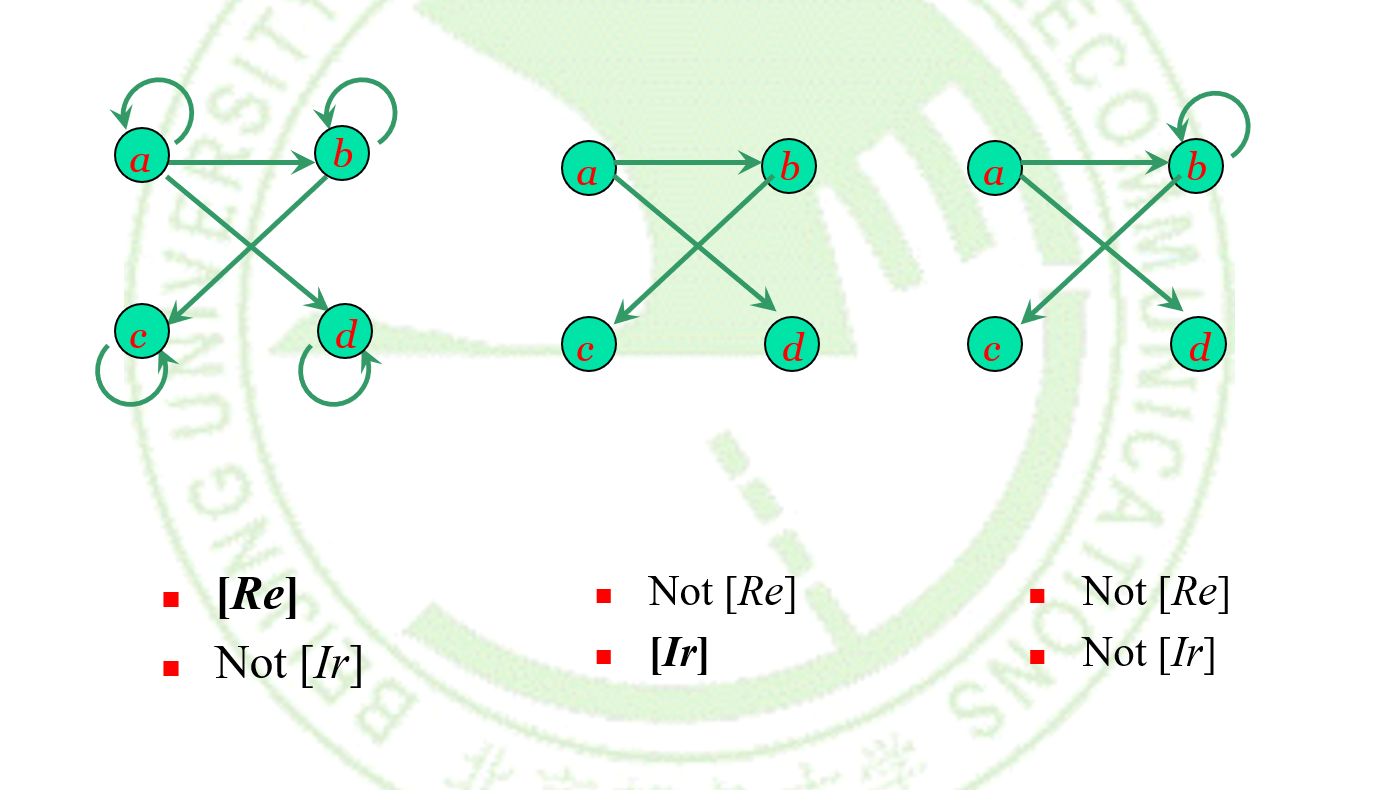 a b a b a b
c d c d c d
[Re] Not [Re] Not [Re]
Not [Ir] [Ir] Not [Ir]